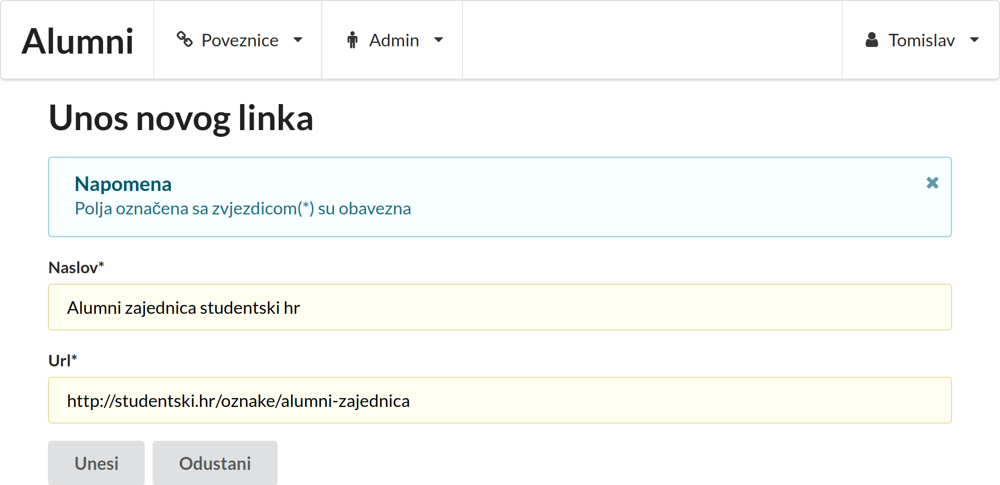 Alumni
Poveznice
Admin
Tomislav
Unos novog linka
Napomena
Polja označena sa zvjezdicom(*) su obavezna
Naslov*
Alumni zajednica studentski hr
Url*
http://studentski.hr/oznake/alumni-zajednica
Unesi
Odustani